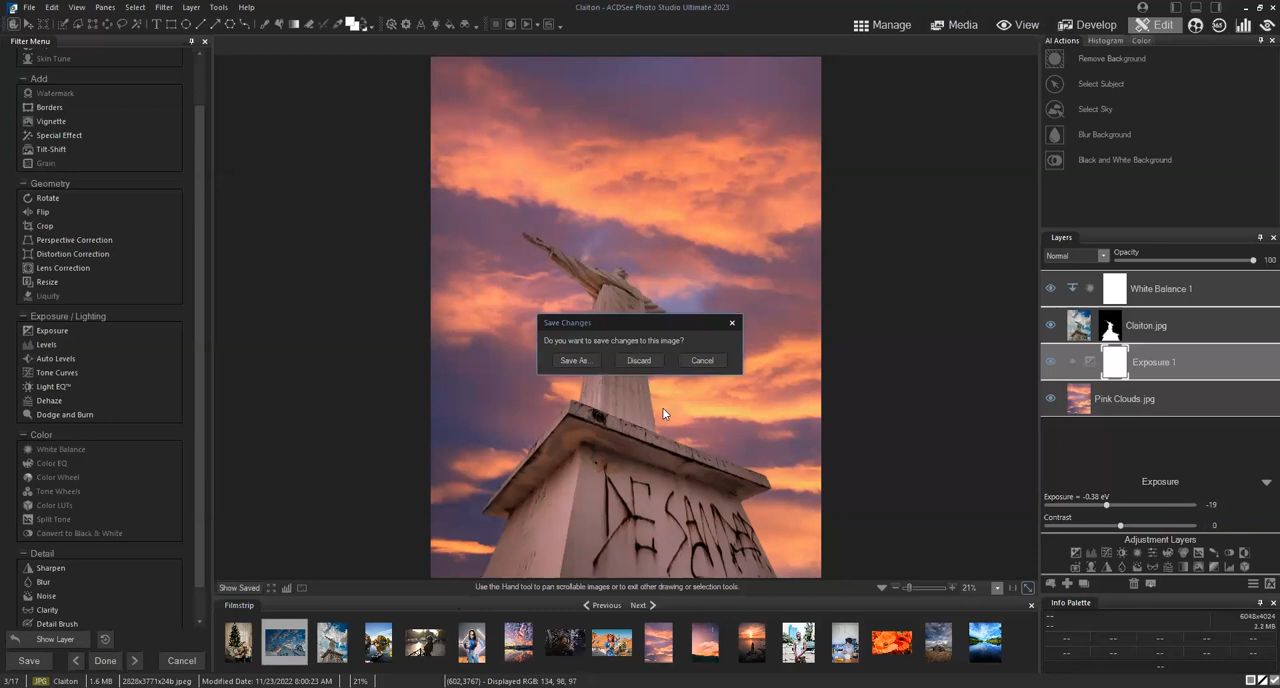 File Edit View Panes Select Filter Layer Tools Help
Claiton - ACDSee Photo Studio Ultimate 2023
Manage Media View Develop Edit 365
Filter Menu
Skin Tune
Add
Watermark
Borders
Vignette
Special Effect
Tilt-Shift
Grain
Geometry
Rotate
Flip
Crop
Perspective Correction
Distortion Correction
Lens Correction
Resize
Liquify
Exposure / Lighting
Exposure
Levels
Auto Levels
Tone Curves
Light EQ™
Dehaze
Dodge and Burn
Color
White Balance
Color EQ
Color Wheel
Tone Wheels
Color LUTs
Split Tone
Convert to Black & White
Detail
Sharpen
Blur
Noise
Clarity
Detail Brush
Show Layer
Save Done Cancel
Save Changes
Do you want to save changes to this image?
Save As... Discard Cancel
Show Saved
Use the Hand tool to pan scrollable images or to exit other drawing or selection tools.
21%
Filmstrip
Previous Next
AI Actions Histogram Color
Remove Background
Select Subject
Select Sky
Blur Background
Black and White Background
Layers
Normal
Opacity
100
White Balance 1
Claiton.jpg
Exposure 1
Pink Clouds.jpg
Exposure
Exposure = -0.38 eV
-19
Contrast
0
Adjustment Layers
Info Palette
6048x4024
2.2 MB
3/17 JPG Claiton 1.6 MB 2828x3771x24b jpeg Modified Date: 11/23/2022 8:00:23 AM 21% (602,3767) - Displayed RGB: 134, 98, 97